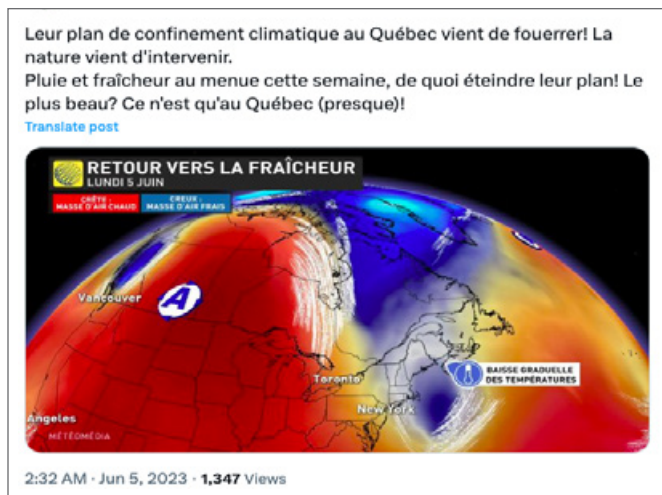 Leur plan de confinement climatique au Québec vient de fouerrer! La
nature vient d'intervenir.
Pluie et fraîcheur au menue cette semaine, de quoi éteindre leur plan! Le
plus beau? Ce n'est qu'au Québec (presque)!
Translate post
RETOUR VERS LA FRAÎCHEUR
LUNDI 5 JUIN
CRÊTE :
MASSE D'AIR CHAUD
CREUX :
MASSE D'AIR FRAIS
A
Vancouver
Toronto
BAISSE GRADUELLE
DES TEMPÉRATURES
New York
Angeles
MÉTÉOMÉDIA
2:32 AM · Jun 5, 2023 · 1,347 Views